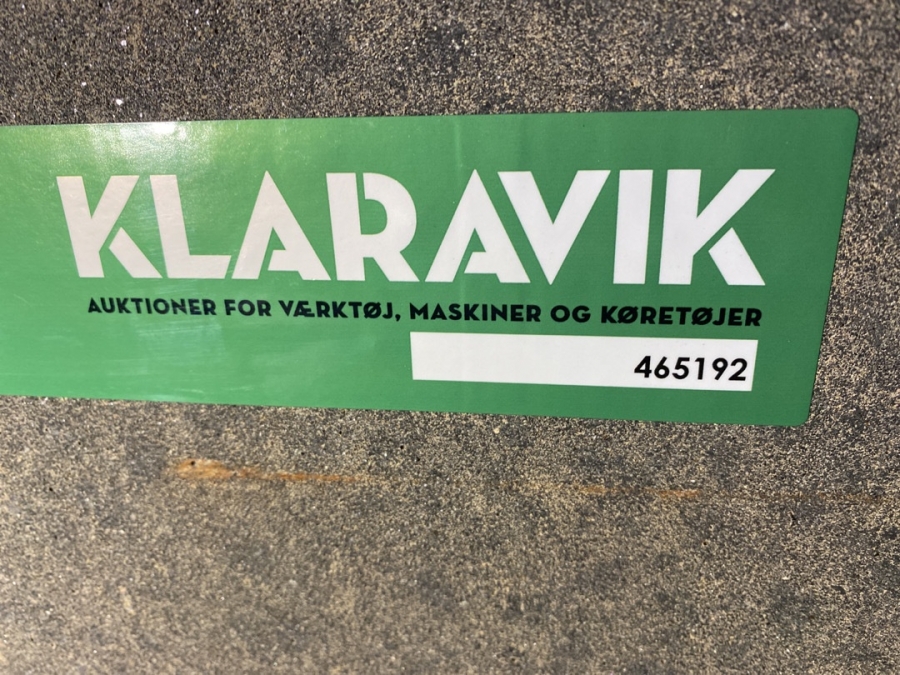 KLARAVIK
AUKTIONER FOR VÆRKTØJ, MASKINER OG KØRETØJER
465192